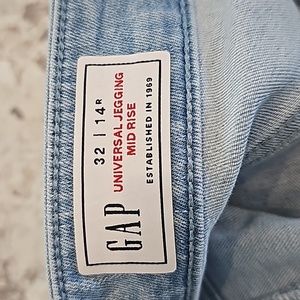 32 | 14R
UNIVERSAL JEGGING
MID RISE
ESTABLISHED IN 1969
GAP